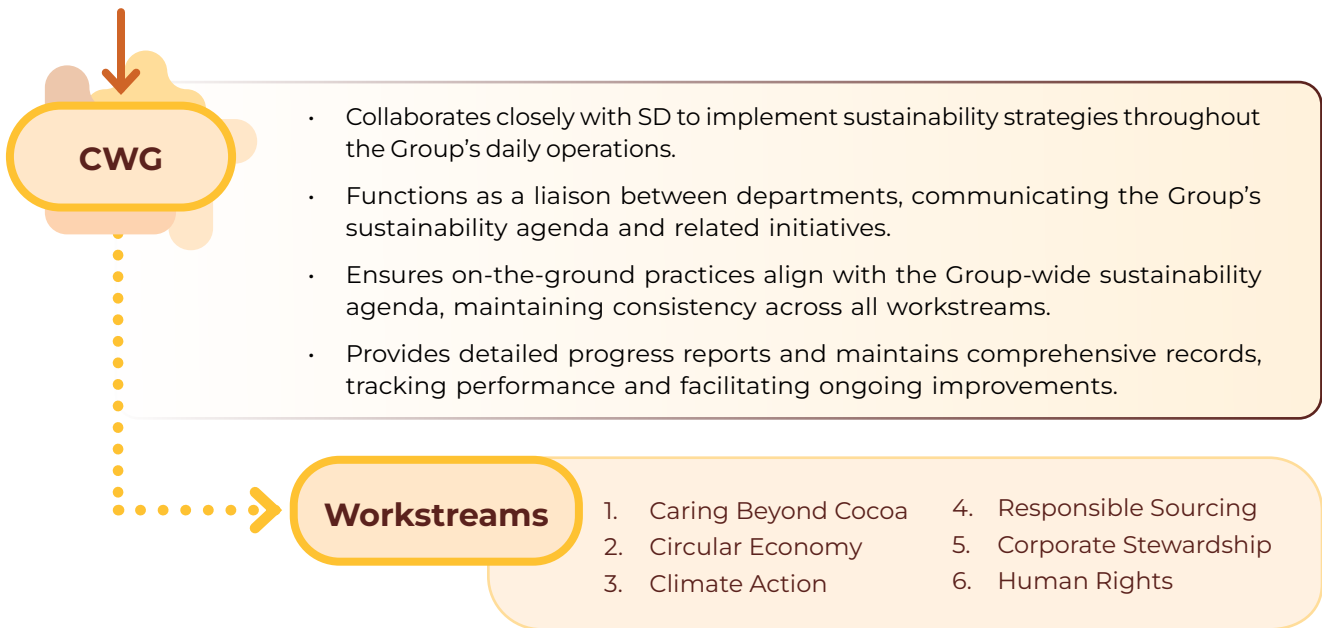 CWG
• Collaborates closely with SD to implement sustainability strategies throughout
the Group's daily operations.
• Functions as a liaison between departments, communicating the Group's
sustainability agenda and related initiatives.
• Ensures on-the-ground practices align with the Group-wide sustainability
agenda, maintaining consistency across all workstreams.
• Provides detailed progress reports and maintains comprehensive records,
tracking performance and facilitating ongoing improvements.
Workstreams
1. Caring Beyond Cocoa
2. Circular Economy
3. Climate Action
4. Responsible Sourcing
5. Corporate Stewardship
6. Human Rights